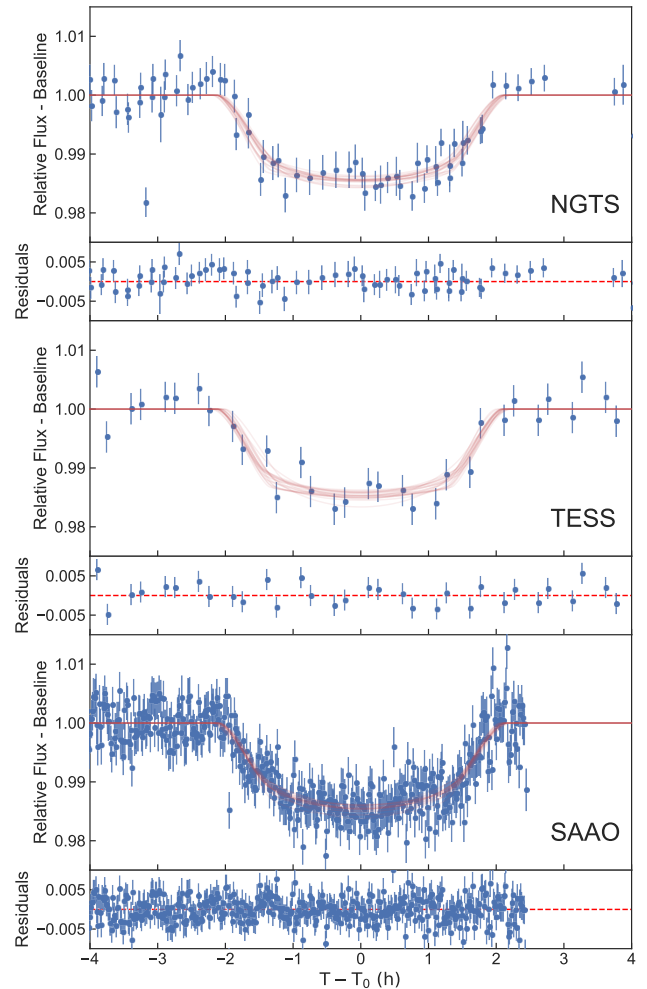 1.01
1.00
0.99
0.98
Relative Flux - Baseline
NGTS
0.005
−0.005
Residuals
1.01
1.00
0.99
0.98
Relative Flux - Baseline
TESS
0.005
−0.005
Residuals
1.01
1.00
0.99
0.98
Relative Flux - Baseline
SAAO
0.005
−0.005
Residuals
−4 −3 −2 −1 0 1 2 3 4
T − T₀ (h)